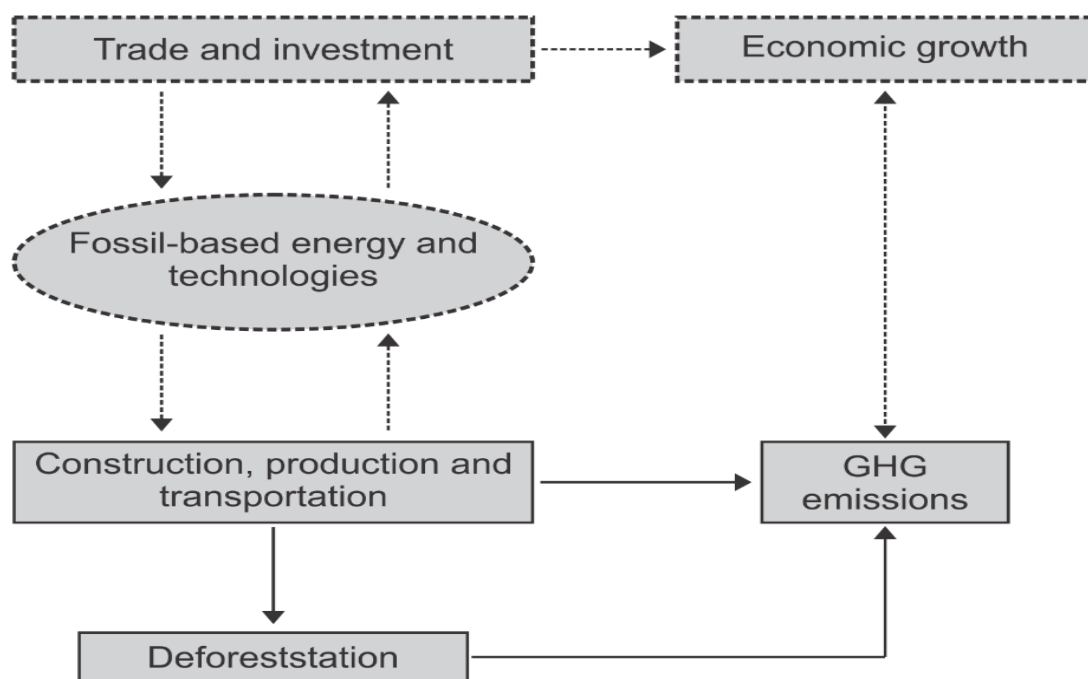 Trade and investment
Economic growth
Fossil-based energy and
technologies
Construction, production and
transportation
GHG
emissions
Deforeststation